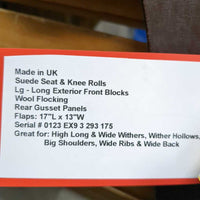 Made in UK
Suede Seat & Knee Rolls
Lg - Long Exterior Front Blocks
Wool Flocking
Rear Gusset Panels
Flaps: 17"L x 13"W
Serial # 0123 EX9 3 293 175
Great for: High Long & Wide Withers, Wither Hollows,
Big Shoulders, Wide Ribs & Wide Back